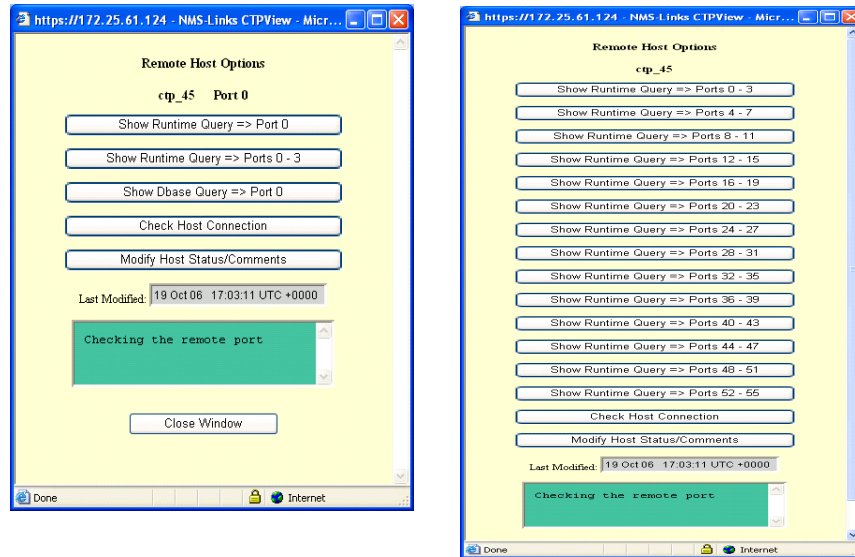 https://172.25.61.124 - NMS-Links CTPView - Micr...
Remote Host Options
ctp_45 Port 0
Show Runtime Query => Port 0
Show Runtime Query => Ports 0 - 3
Show Dbase Query => Port 0
Check Host Connection
Modify Host Status/Comments
Last Modified: 19 Oct 06 17:03:11 UTC +0000
Checking the remote port
Close Window
Done
Internet
https://172.25.61.124 - NMS-Links CTPView - Micr...
Remote Host Options
ctp_45
Show Runtime Query => Ports 0 - 3
Show Runtime Query => Ports 4 - 7
Show Runtime Query => Ports 8 - 11
Show Runtime Query => Ports 12 - 15
Show Runtime Query => Ports 16 - 19
Show Runtime Query => Ports 20 - 23
Show Runtime Query => Ports 24 - 27
Show Runtime Query => Ports 28 - 31
Show Runtime Query => Ports 32 - 35
Show Runtime Query => Ports 36 - 39
Show Runtime Query => Ports 40 - 43
Show Runtime Query => Ports 44 - 47
Show Runtime Query => Ports 48 - 51
Show Runtime Query => Ports 52 - 55
Check Host Connection
Modify Host Status/Comments
Last Modified: 19 Oct 06 17:03:11 UTC +0000
Checking the remote port
Done
Internet